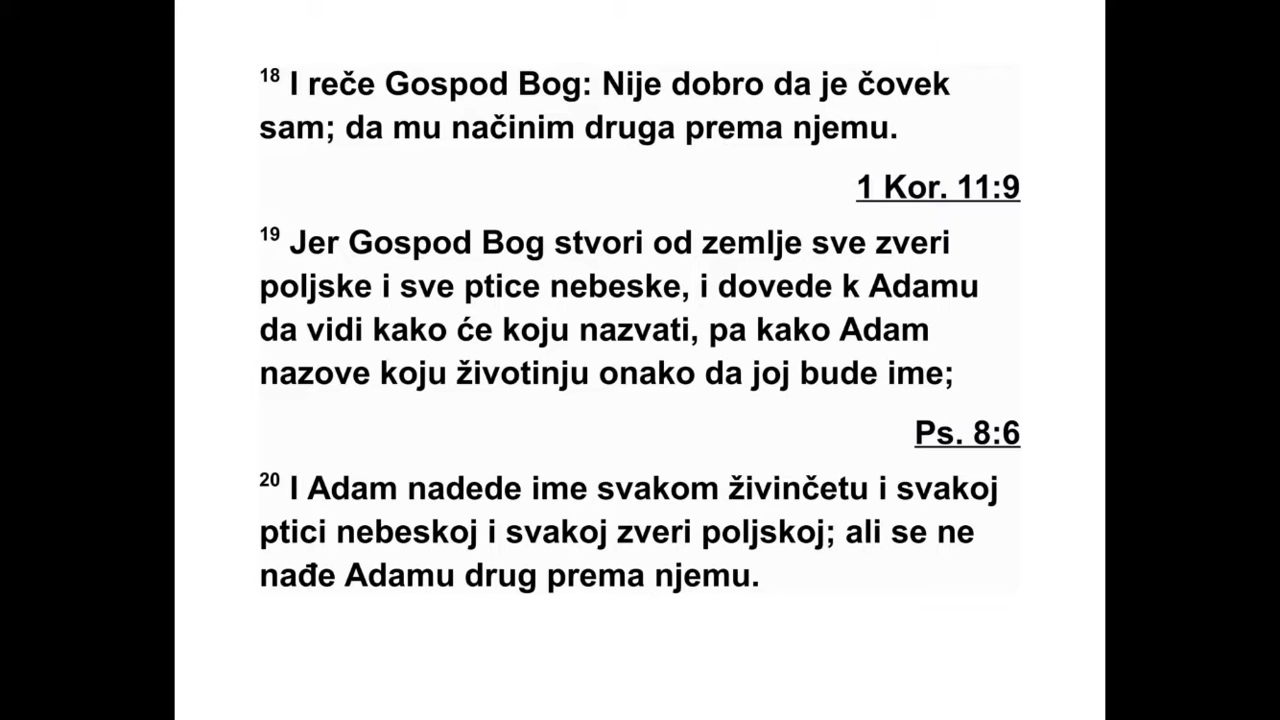 18 I reče Gospod Bog: Nije dobro da je čovek
sam; da mu načinim druga prema njemu.
1 Kor. 11:9
19 Jer Gospod Bog stvori od zemlje sve zveri
poljske i sve ptice nebeske, i dovede k Adamu
da vidi kako će koju nazvati, pa kako Adam
nazove koju životinju onako da joj bude ime;
Ps. 8:6
20 I Adam nadede ime svakom živinčetu i svakoj
ptici nebeskoj i svakoj zveri poljskoj; ali se ne
nađe Adamu drug prema njemu.